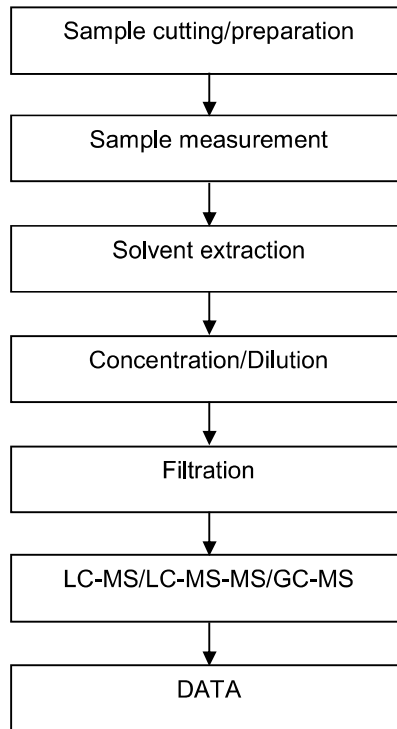 Sample cutting/preparation
Sample measurement
Solvent extraction
Concentration/Dilution
Filtration
LC-MS/LC-MS-MS/GC-MS
DATA